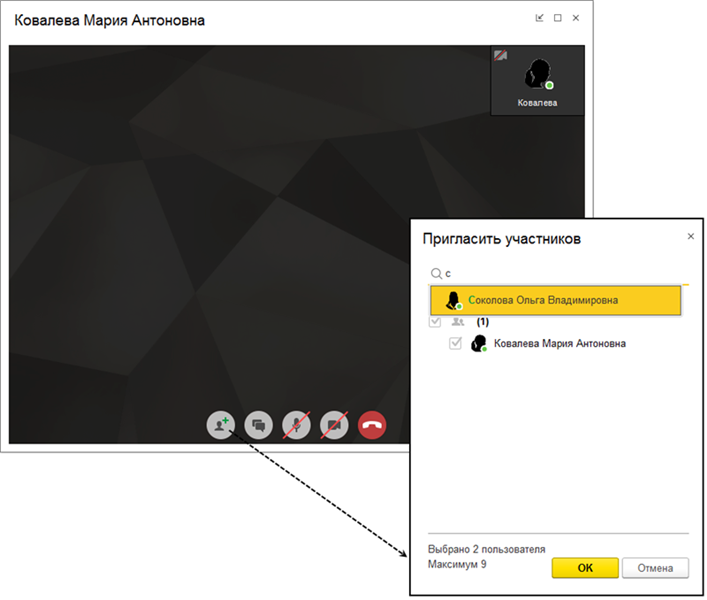 Ковалева Мария Антоновна
Ковалева
Пригласить участников
с
Соколова Ольга Владимировна
(1)
Ковалева Мария Антоновна
Выбрано 2 пользователя
Максимум 9
ОК
Отмена